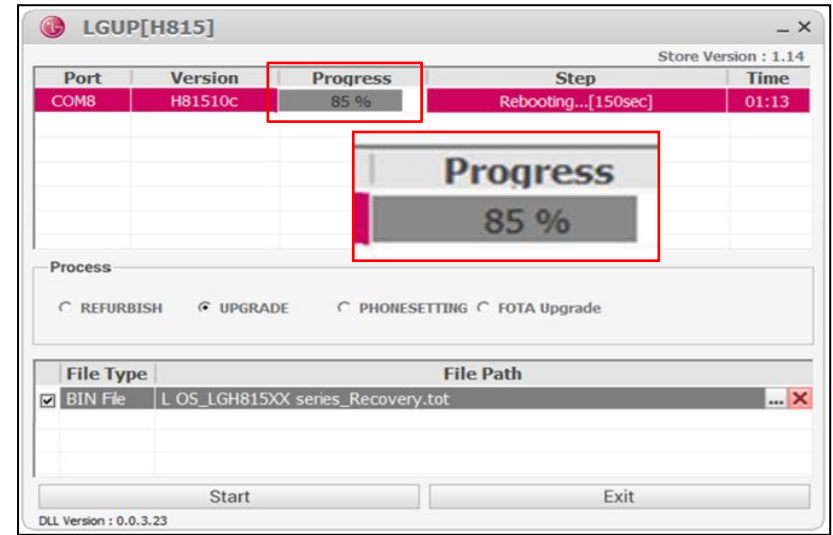 LGUP[H815]
Store Version : 1.14
Port Version Progress Step Time
COM8 H81510c 85 % Rebooting...[150sec] 01:13
Progress
85 %
Process
REFURBISH UPGRADE PHONESETTING FOTA Upgrade
File Type File Path
BIN File L OS_LGH815XX series_Recovery.tot ...
Start Exit
DLL Version : 0.0.3.23